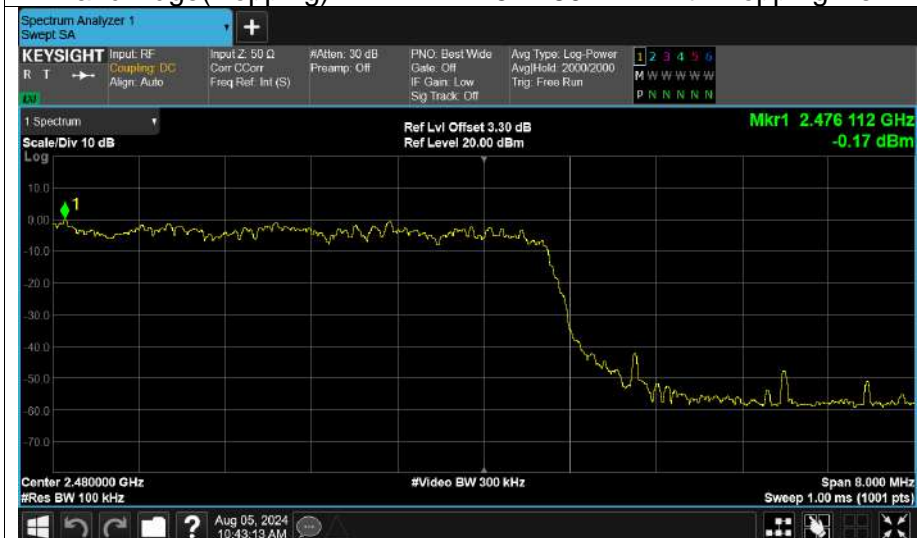 Spectrum Analyzer 1
Swept SA
+
KEYSIGHT Input: RF Input Z: 50 Ω #Atten: 30 dB PNO: Best Wide Avg Type: Log-Power 1 2 3 4 5 6
R T Coupling: DC Corr CCorr Preamp: Off Gate: Off Avg|Hold: 2000/2000 M W W W W W
Align: Auto Freq Ref: Int (S) IF Gain: Low Trig: Free Run
Sig Track: Off P N N N N N
1 Spectrum Ref Lvl Offset 3.30 dB Mkr1 2.476 112 GHz
Scale/Div 10 dB Ref Level 20.00 dBm -0.17 dBm
Log
10.0
1
0.00
-10.0
-20.0
-30.0
-40.0
-50.0
-60.0
-70.0
Center 2.480000 GHz #Video BW 300 kHz Span 8.000 MHz
#Res BW 100 kHz Sweep 1.00 ms (1001 pts)
? Aug 05, 2024
10:43:13 AM